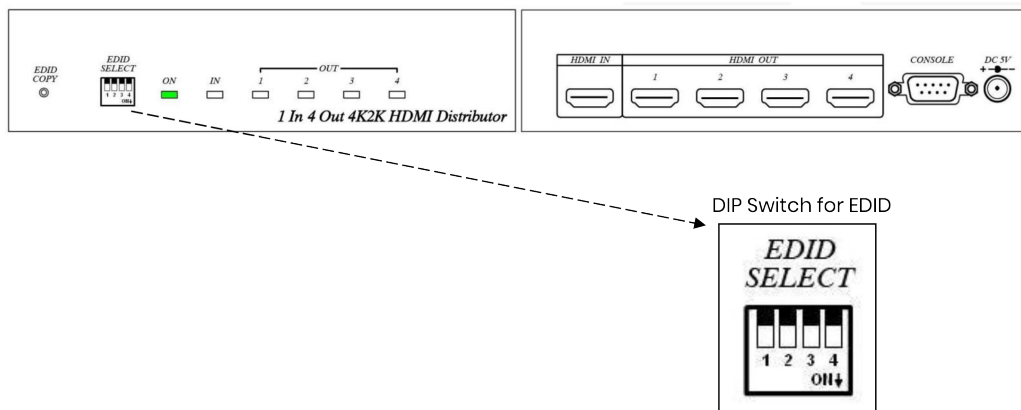 EDID
COPY
EDID
SELECT
1 2 3 4
ON↓
ON
IN
OUT
1 2 3 4
1 In 4 Out 4K2K HDMI Distributor
HDMI IN
HDMI OUT
1 2 3 4
CONSOLE
DC 5V
+ -
DIP Switch for EDID
EDID
SELECT
1 2 3 4
ON↓